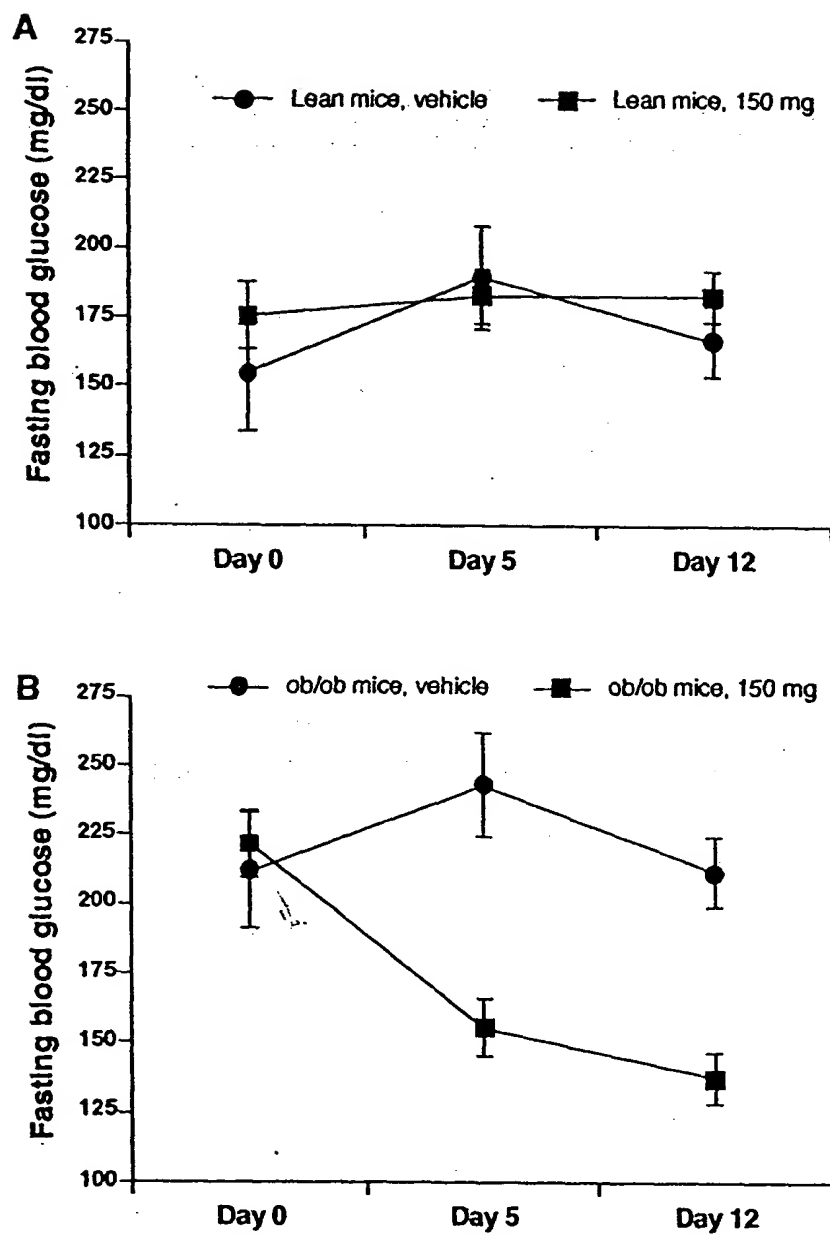 A
Fasting blood glucose (mg/dl)
275
250
225
200
175
150
125
100
Lean mice, vehicle
Lean mice, 150 mg
Day 0
Day 5
Day 12
B
Fasting blood glucose (mg/dl)
275
250
225
200
175
150
125
100
ob/ob mice, vehicle
ob/ob mice, 150 mg
Day 0
Day 5
Day 12